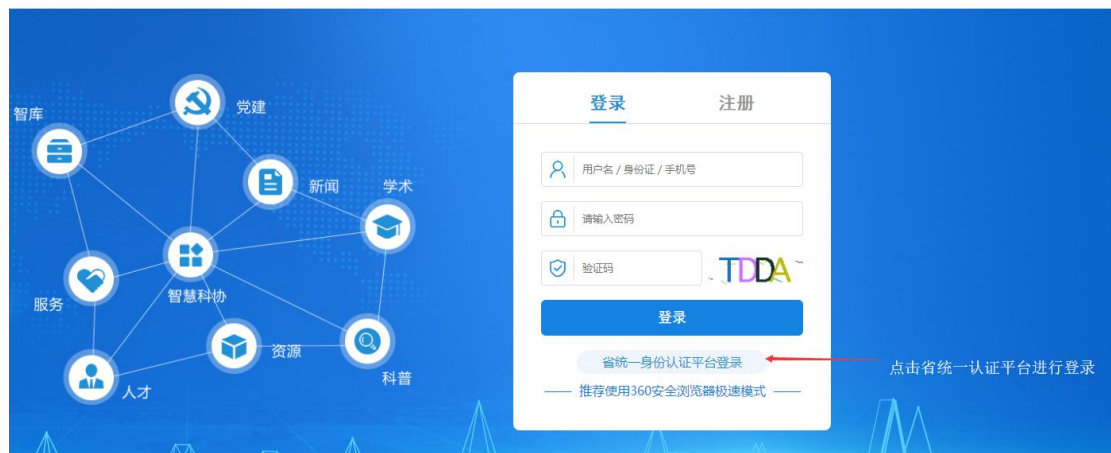 智库
党建
新闻
学术
智慧科协
服务
资源
科普
人才
登录 注册
用户名 / 身份证 / 手机号
请输入密码
验证码
TDDA
登录
省统一身份认证平台登录
点击省统一认证平台进行登录
推荐使用360安全浏览器极速模式